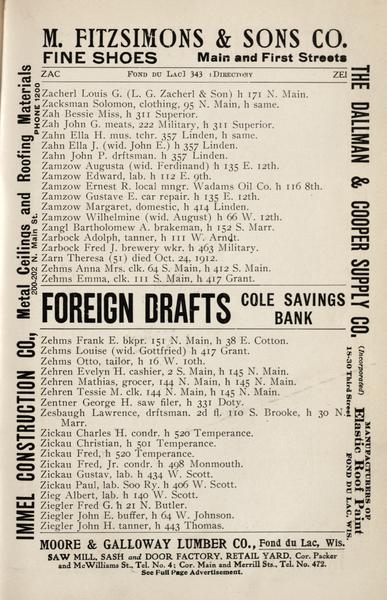 M. FITZSIMONS & SONS CO.
FINE SHOES Main and First Streets
ZAC FOND DU LAC] 343 [DIRECTORY ZEI
Zacherl Louis G. (L. G. Zacherl & Son) h 171 N. Main.
Zacksman Solomon, clothing, 95 N. Main, h same.
Zah Bessie Miss, h 311 Superior.
Zah John G. meats, 222 Military, h 311 Superior.
Zahn Ella H. mus. tchr. 357 Linden, h same.
Zahn Ella J. (wid. John E.) h 357 Linden.
Zahn John P. drftsman. h 357 Linden.
Zamzow Augusta (wid. Ferdinand) h 135 E. 12th.
Zamzow Edward, lab. h 112 E. 9th.
Zamzow Ernest R. local mngr. Wadams Oil Co. h 116 8th.
Zamzow Gustave E. car repair. h 135 E. 12th.
Zamzow Margaret, domestic, h 414 Linden.
Zamzow Wilhelmine (wid. August) h 66 W. 12th.
Zangl Bartholomew A. brakeman, h 152 S. Marr.
Zarbock Adolph, tanner, h 111 W. Arndt.
Zarbock Fred J. brewery wkr. h 463 Military.
Zarn Theresa (51) died Oct. 24, 1912.
Zehms Anna Mrs. clk. 64 S. Main, h 412 S. Main.
Zehms Emma, clk. 111 S. Main, h 417 Grant.
FOREIGN DRAFTS COLE SAVINGS BANK
Zehms Frank E. bkpr. 151 N. Main, h 38 E. Cotton.
Zehms Louise (wid. Gottfried) h 417 Grant.
Zehms Otto, tailor, h 16 W. 10th.
Zehren Evelyn H. cashier, 2 S. Main, h 145 N. Main.
Zehren Mathias, grocer, 144 N. Main, h 145 N. Main.
Zehren Tessie M. clk. 144 N. Main, h 145 N. Main.
Zentner George H. saw filer, h 331 Doty.
Zesbaugh Lawrence, drftsman. 2d fl. 110 S. Brooke, h 30 N.
Marr.
Zickau Charles H. condr. h 520 Temperance.
Zickau Christian, h 501 Temperance.
Zickau Fred, h 520 Temperance.
Zickau Fred, Jr. condr. h 498 Monmouth.
Zickau Gustav, lab. h 434 W. Scott.
Zickau Paul, lab. Soo Ry. h 406 W. Scott.
Zieg Albert, lab. h 140 W. Scott.
Ziegler Fred G. h 21 N. Butler.
Ziegler John E. buffer, h 64 W. Johnson.
Ziegler John H. tanner, h 443 Thomas.
MOORE & GALLOWAY LUMBER CO., Fond du Lac, Wis.
SAW MILL, SASH and DOOR FACTORY, RETAIL YARD, Cor. Packer
and McWilliams St., Tel. No. 4; Cor. Main and Merrill Sts., Tel. No. 472.
See Full Page Advertisement.
IMMEL CONSTRUCTION CO., Metal Ceilings and Roofing Materials
200-202 N. Main St. PHONE 1200
THE DALLMAN & COOPER SUPPLY CO.
(Incorporated)
18-30 Third Street
MANUFACTURERS OF
Elastic Roof Paint
FOND DU LAC, WIS.